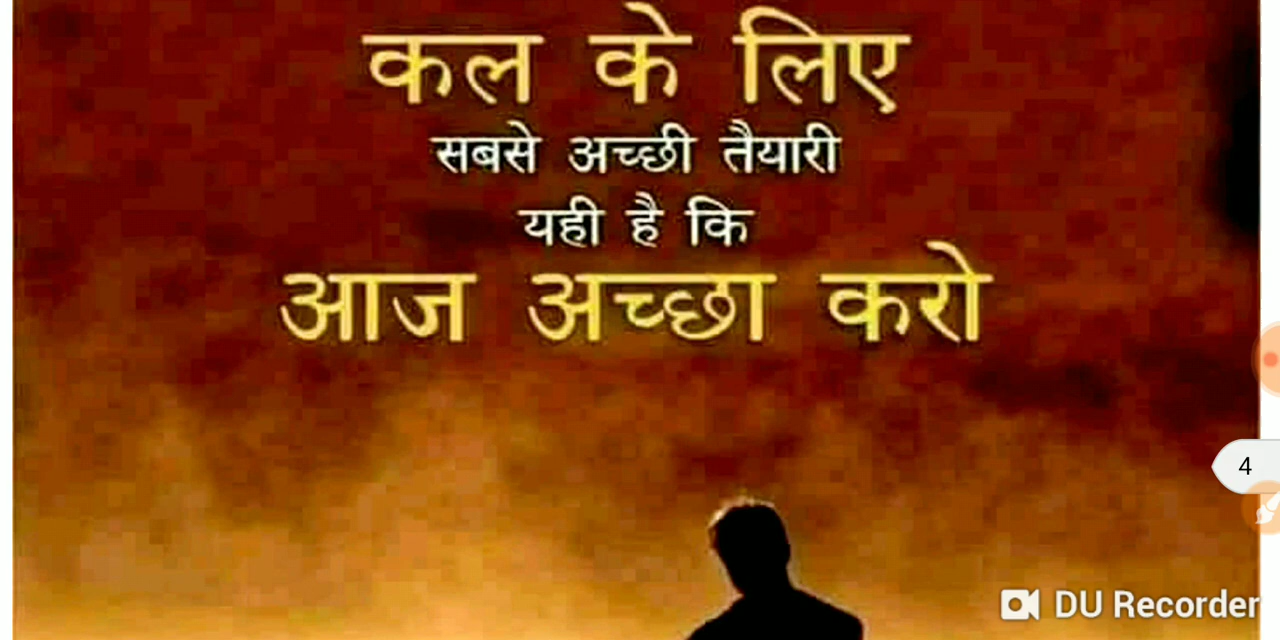 कल के लिए
सबसे अच्छी तैयारी
यही है कि
आज अच्छा करो
4
DU Recorder